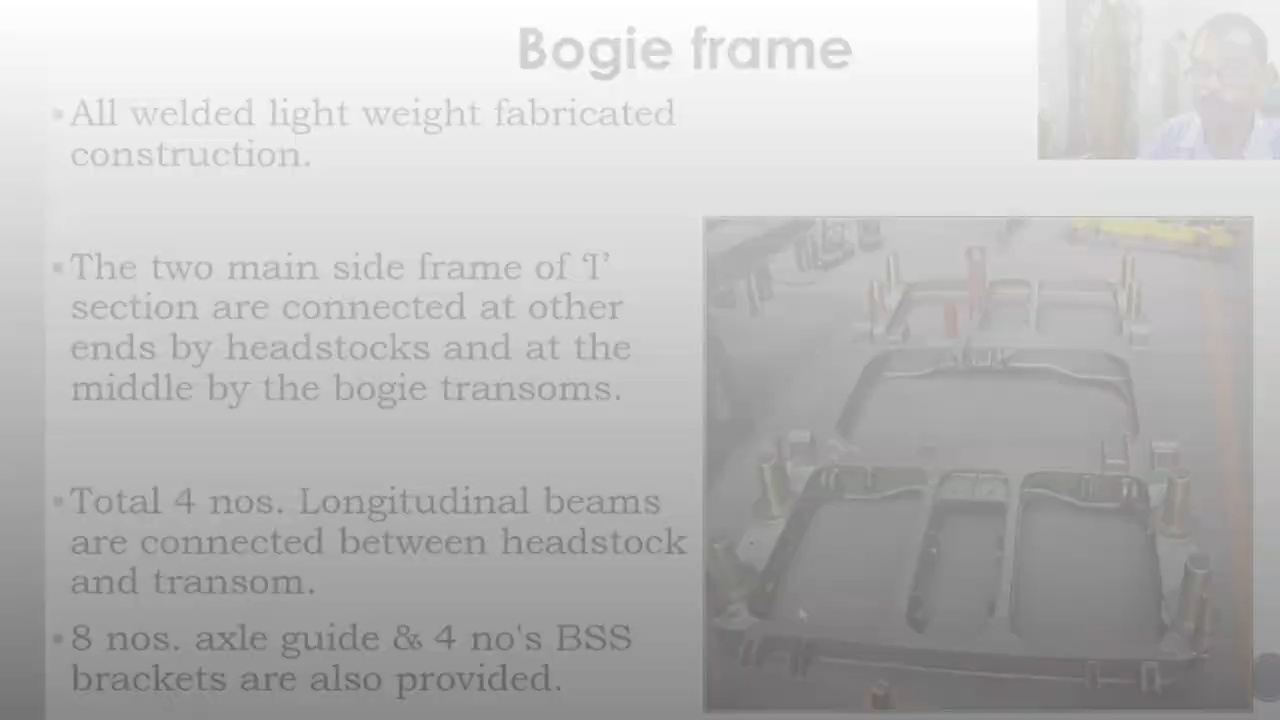 Bogie frame
▪All welded light weight fabricated
construction.
▪The two main side frame of 'I'
section are connected at other
ends by headstocks and at the
middle by the bogie transoms.
▪Total 4 nos. Longitudinal beams
are connected between headstock
and transom.
▪8 nos. axle guide & 4 no's BSS
brackets are also provided.